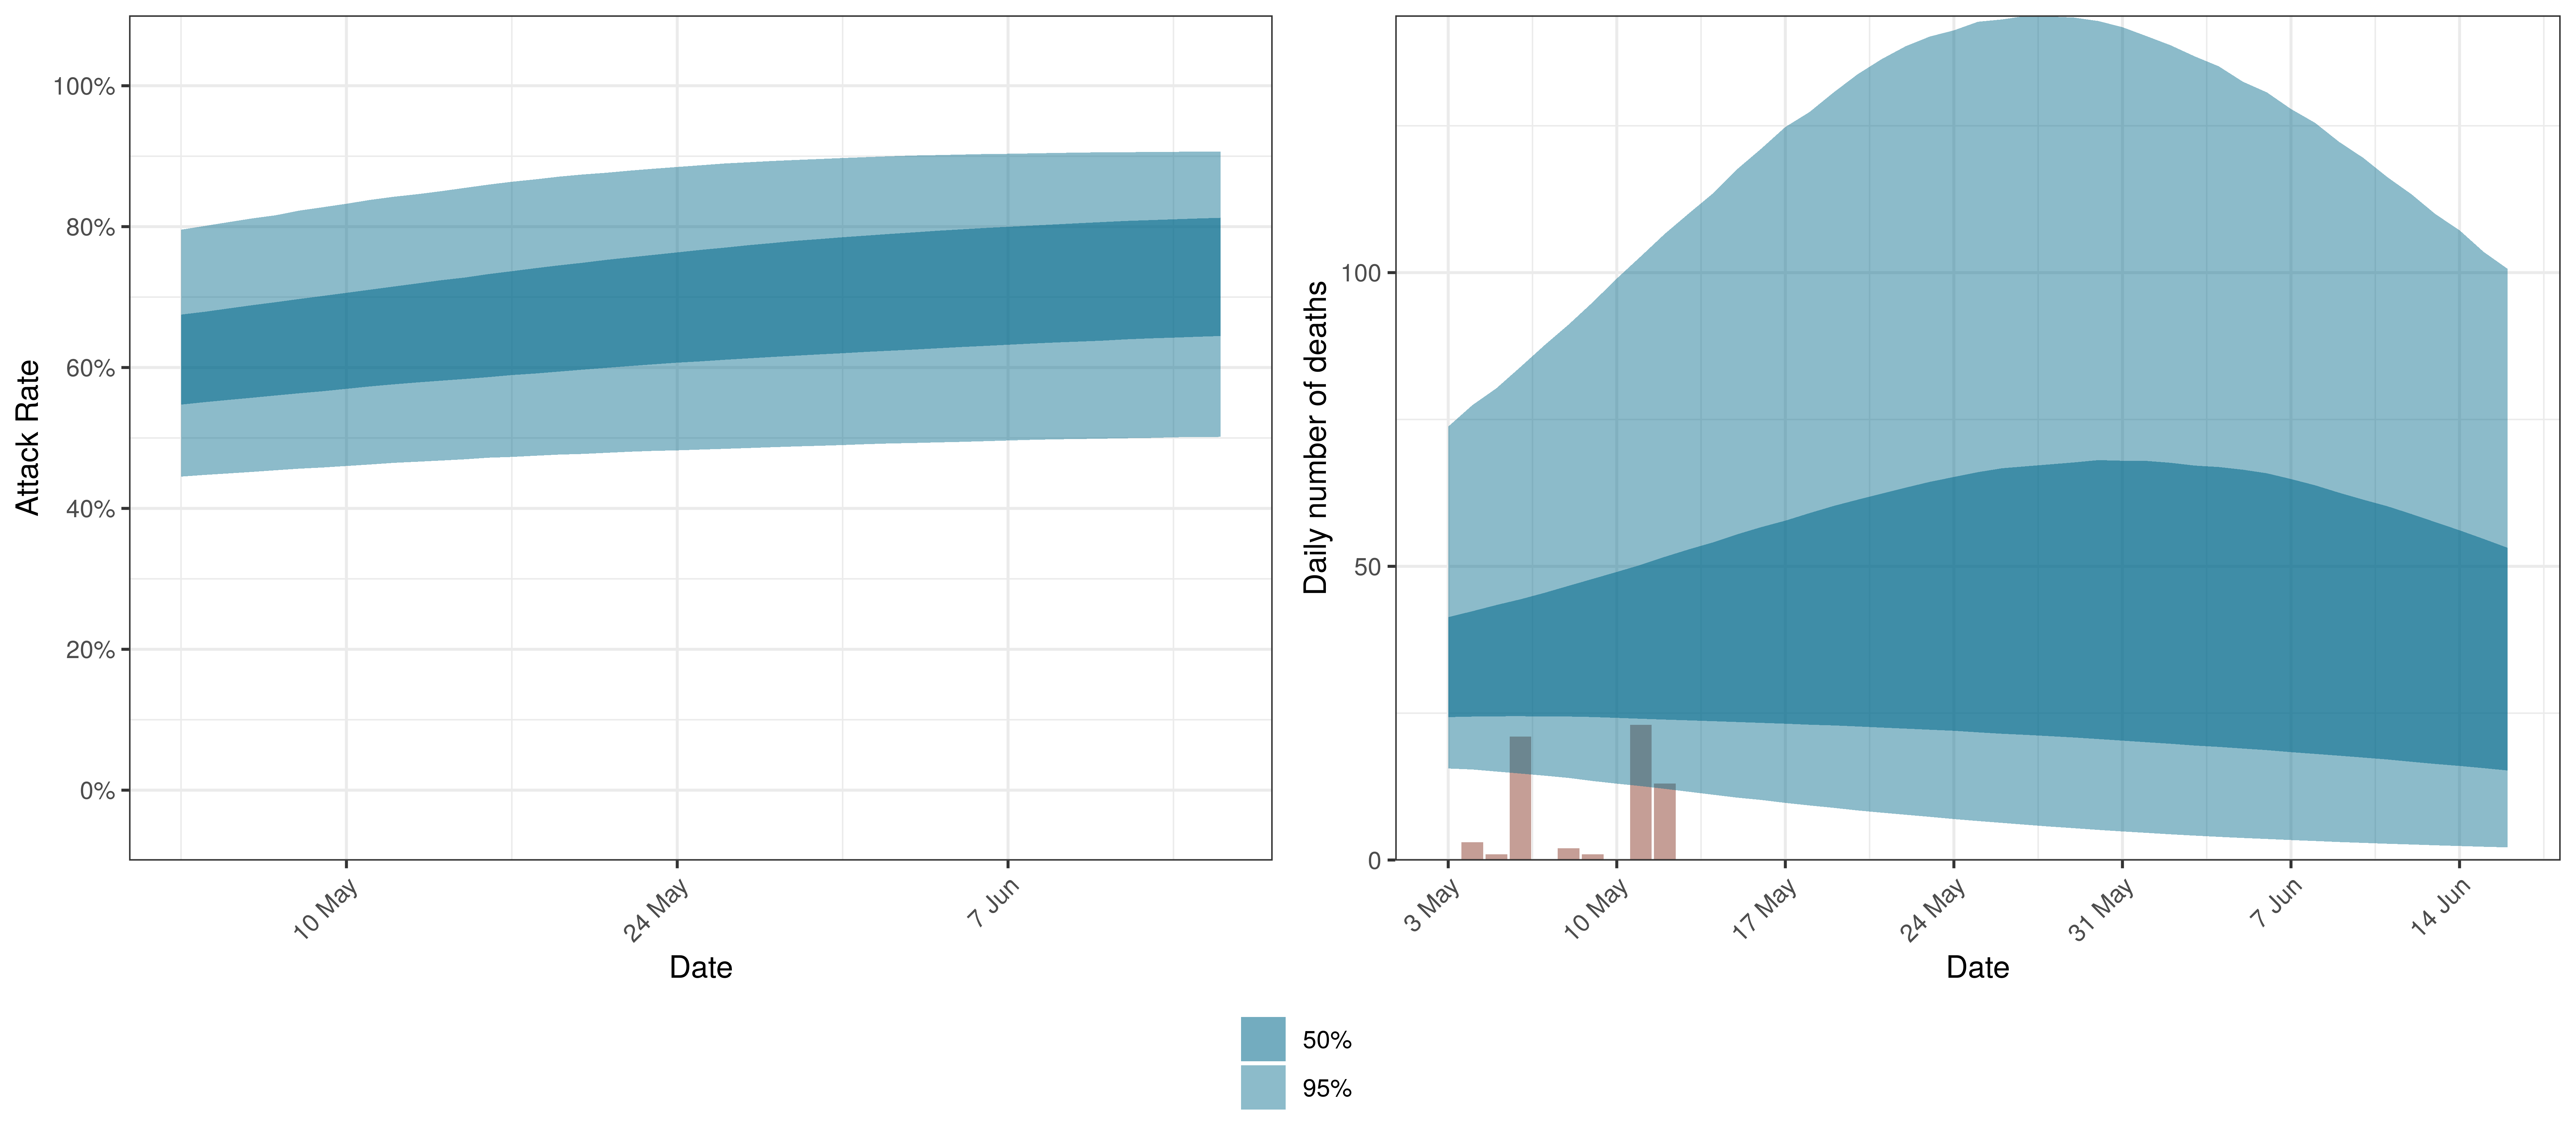 Attack Rate
100%
80%
60%
40%
20%
0%
10 May
24 May
7 Jun
Date
Daily number of deaths
100
50
0
3 May
10 May
17 May
24 May
31 May
7 Jun
14 Jun
Date
50%
95%